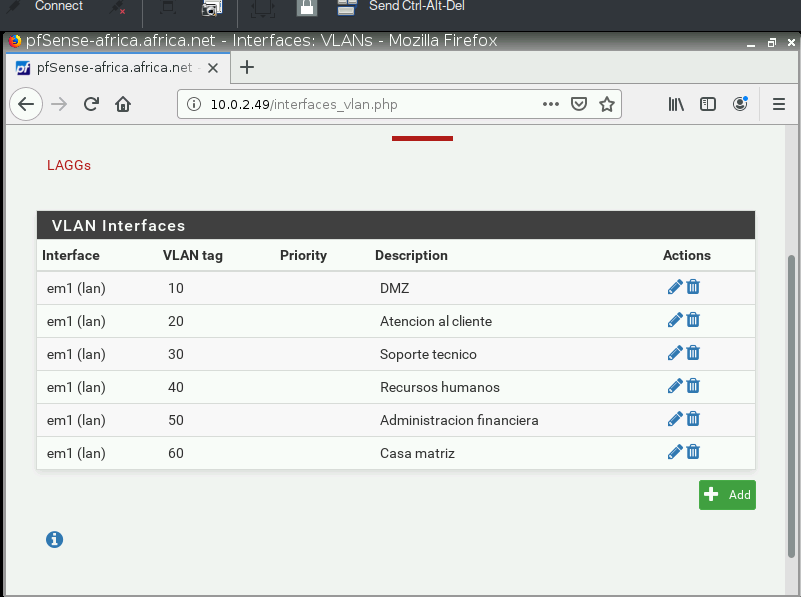 Connect Send Ctrl-Alt-Del
pfSense-africa.africa.net - Interfaces: VLANs - Mozilla Firefox
pf pfSense-africa.africa.net
10.0.2.49/interfaces_vlan.php
LAGGs
VLAN Interfaces
Interface VLAN tag Priority Description Actions
em1 (lan) 10 DMZ
em1 (lan) 20 Atencion al cliente
em1 (lan) 30 Soporte tecnico
em1 (lan) 40 Recursos humanos
em1 (lan) 50 Administracion financiera
em1 (lan) 60 Casa matriz
Add